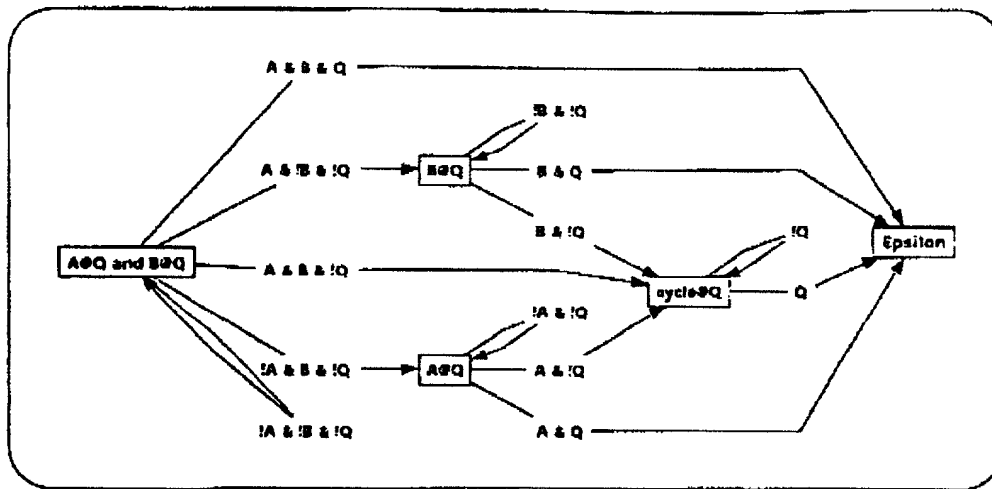 A & B & Q
!B & !Q
A & !B & !Q
B@Q
B & Q
B & !Q
!Q
Epsilon
A@Q and B@Q
A & B & !Q
cycle@Q
Q
!A & !Q
!A & B & !Q
A@Q
A & !Q
!A & !B & !Q
A & Q